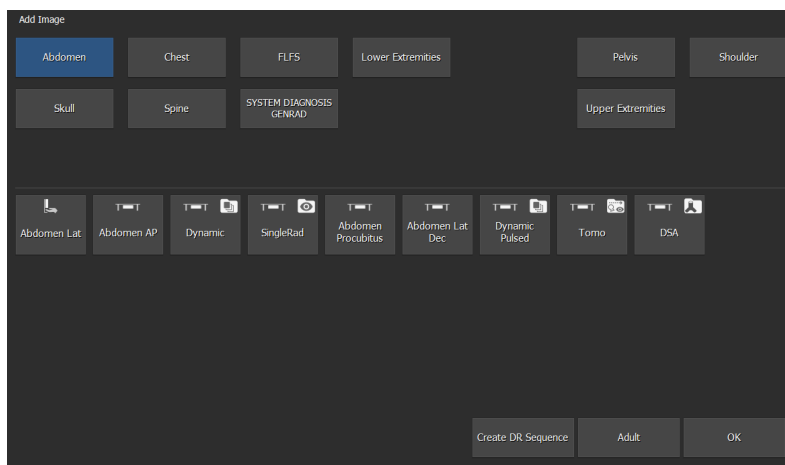 Add Image
Abdomen
Chest
FLFS
Lower Extremities
Pelvis
Shoulder
Skull
Spine
SYSTEM DIAGNOSIS
GENRAD
Upper Extremities
Abdomen Lat
Abdomen AP
Dynamic
SingleRad
Abdomen
Procubitus
Abdomen Lat
Dec
Dynamic
Pulsed
Tomo
DSA
Create DR Sequence
Adult
OK